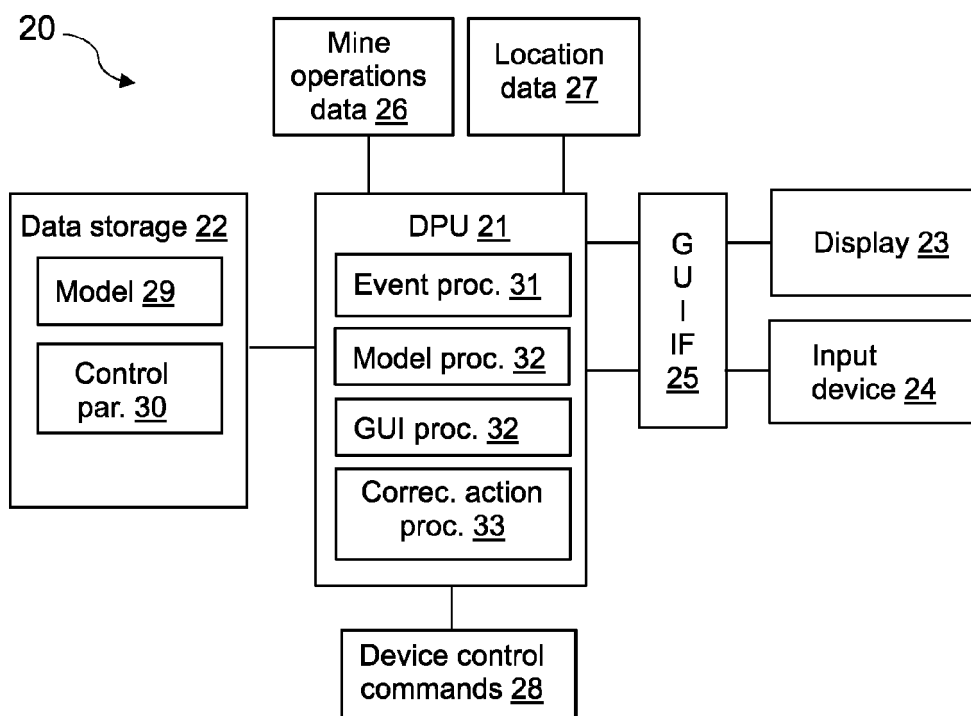 20
Mine
operations
data 26
Location
data 27
Data storage 22
Model 29
Control
par. 30
DPU 21
Event proc. 31
Model proc. 32
GUI proc. 32
Correc. action
proc. 33
G
U
I
IF
25
Display 23
Input
device 24
Device control
commands 28